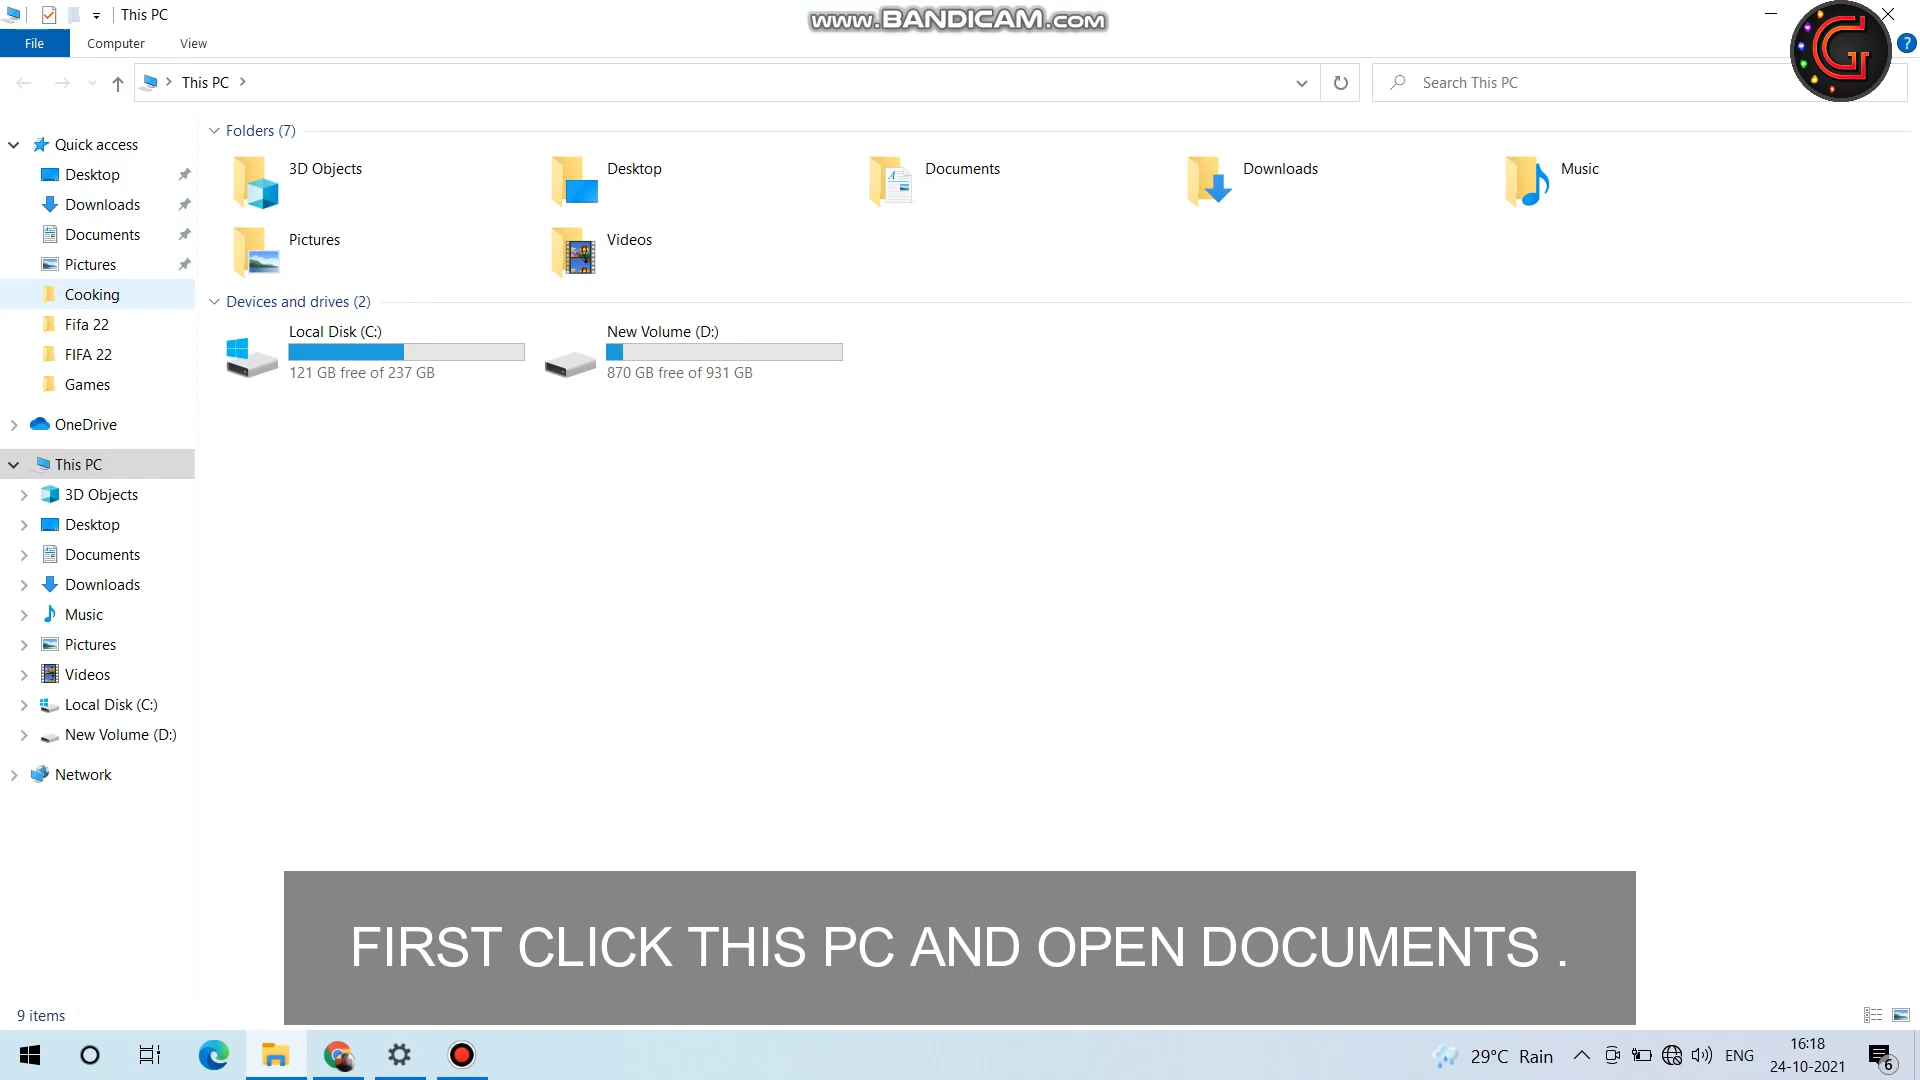 This PC
www.BANDICAM.com
File
Computer
View
This PC
Search This PC
G
?
Quick access
Desktop
Downloads
Documents
Pictures
Cooking
Fifa 22
FIFA 22
Games
OneDrive
This PC
3D Objects
Desktop
Documents
Downloads
Music
Pictures
Videos
Local Disk (C:)
New Volume (D:)
Network
Folders (7)
3D Objects
Desktop
Documents
Downloads
Music
Pictures
Videos
Devices and drives (2)
Local Disk (C:)
121 GB free of 237 GB
New Volume (D:)
870 GB free of 931 GB
FIRST CLICK THIS PC AND OPEN DOCUMENTS .
9 items
29°C Rain
ENG
16:18
24-10-2021
6